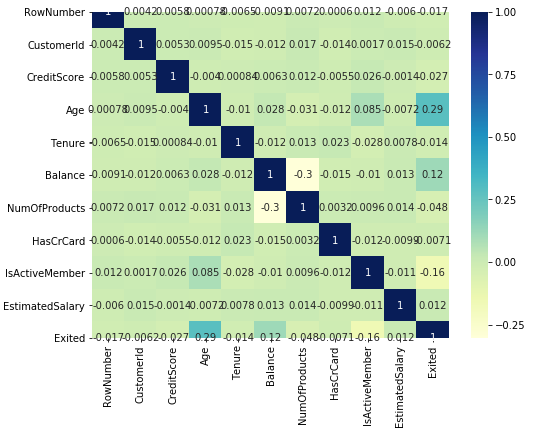 RowNumber 1 0.0042 0.0058 0.00078 -0.0065 -0.0091 0.0072 0.0006 0.012 -0.006 -0.017
CustomerId 0.0042 1 0.0053 0.0095 -0.015 -0.012 0.017 -0.014 0.0017 0.015 -0.0062
CreditScore 0.0058 0.0053 1 -0.004 0.00084 0.0063 0.012 -0.0055 0.026 -0.0014 -0.027
Age 0.00078 0.0095 -0.004 1 -0.01 0.028 -0.031 -0.012 0.085 -0.0072 0.29
Tenure -0.0065 -0.015 0.00084 -0.01 1 -0.012 0.013 0.023 -0.028 0.0078 -0.014
Balance -0.0091 -0.012 0.0063 0.028 -0.012 1 -0.3 -0.015 -0.01 0.013 0.12
NumOfProducts 0.0072 0.017 0.012 -0.031 0.013 -0.3 1 0.0032 0.0096 0.014 -0.048
HasCrCard 0.0006 -0.014 -0.0055 -0.012 0.023 -0.015 0.0032 1 -0.012 -0.0099 -0.0071
IsActiveMember 0.012 0.0017 0.026 0.085 -0.028 -0.01 0.0096 -0.012 1 -0.011 -0.16
EstimatedSalary -0.006 0.015 -0.0014 -0.0072 0.0078 0.013 0.014 -0.0099 -0.011 1 0.012
Exited -0.017 -0.0062 -0.027 0.29 -0.014 0.12 -0.048 -0.0071 -0.16 0.012 1
RowNumber
CustomerId
CreditScore
Age
Tenure
Balance
NumOfProducts
HasCrCard
IsActiveMember
EstimatedSalary
Exited
1.00
0.75
0.50
0.25
0.00
−0.25